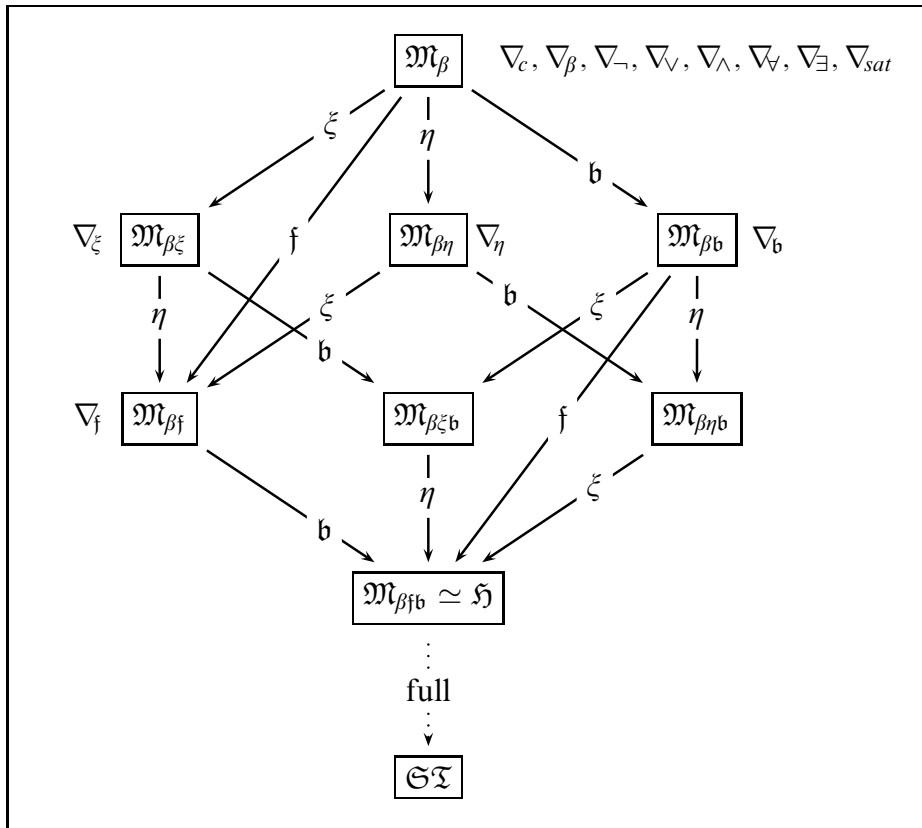 𝔐β ∇c, ∇β, ∇¬, ∇∨, ∇∧, ∇∀, ∇∃, ∇sat
ξ 𝔣 η 𝔟
∇ξ 𝔐βξ 𝔐βη ∇η 𝔐β𝔟 ∇𝔟
η 𝔟 ξ 𝔟 ξ 𝔣 η
∇𝔣 𝔐β𝔣 𝔐βξ𝔟 𝔐βη𝔟
𝔟 η ξ
𝔐β𝔣𝔟 ≃ ℌ
full
𝔖𝔗